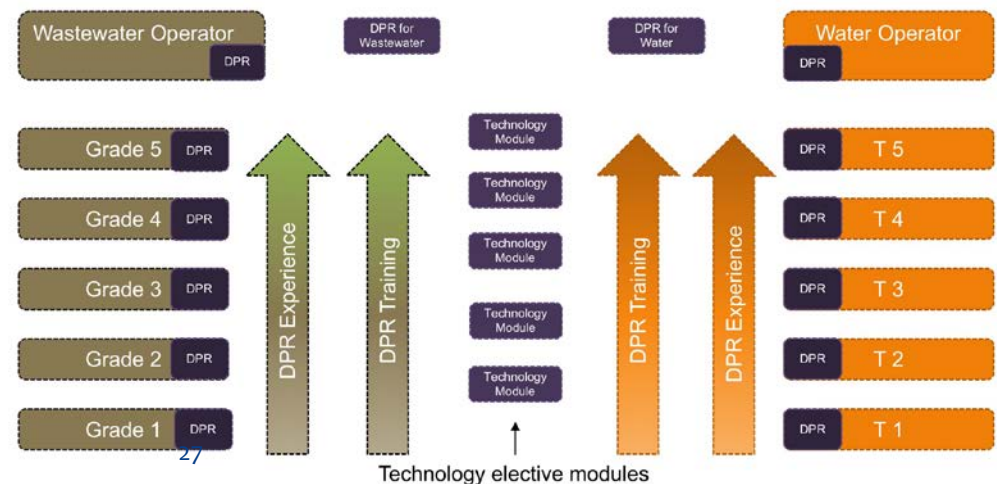 Wastewater Operator
DPR
DPR for
Wastewater
DPR for
Water
Water Operator
DPR
Grade 5
DPR
Grade 4
DPR
Grade 3
DPR
Grade 2
DPR
Grade 1
DPR
27
DPR Experience
DPR Training
Technology
Module
Technology
Module
Technology
Module
Technology
Module
Technology
Module
Technology elective modules
DPR Training
DPR Experience
DPR
T 5
DPR
T 4
DPR
T 3
DPR
T 2
DPR
T 1